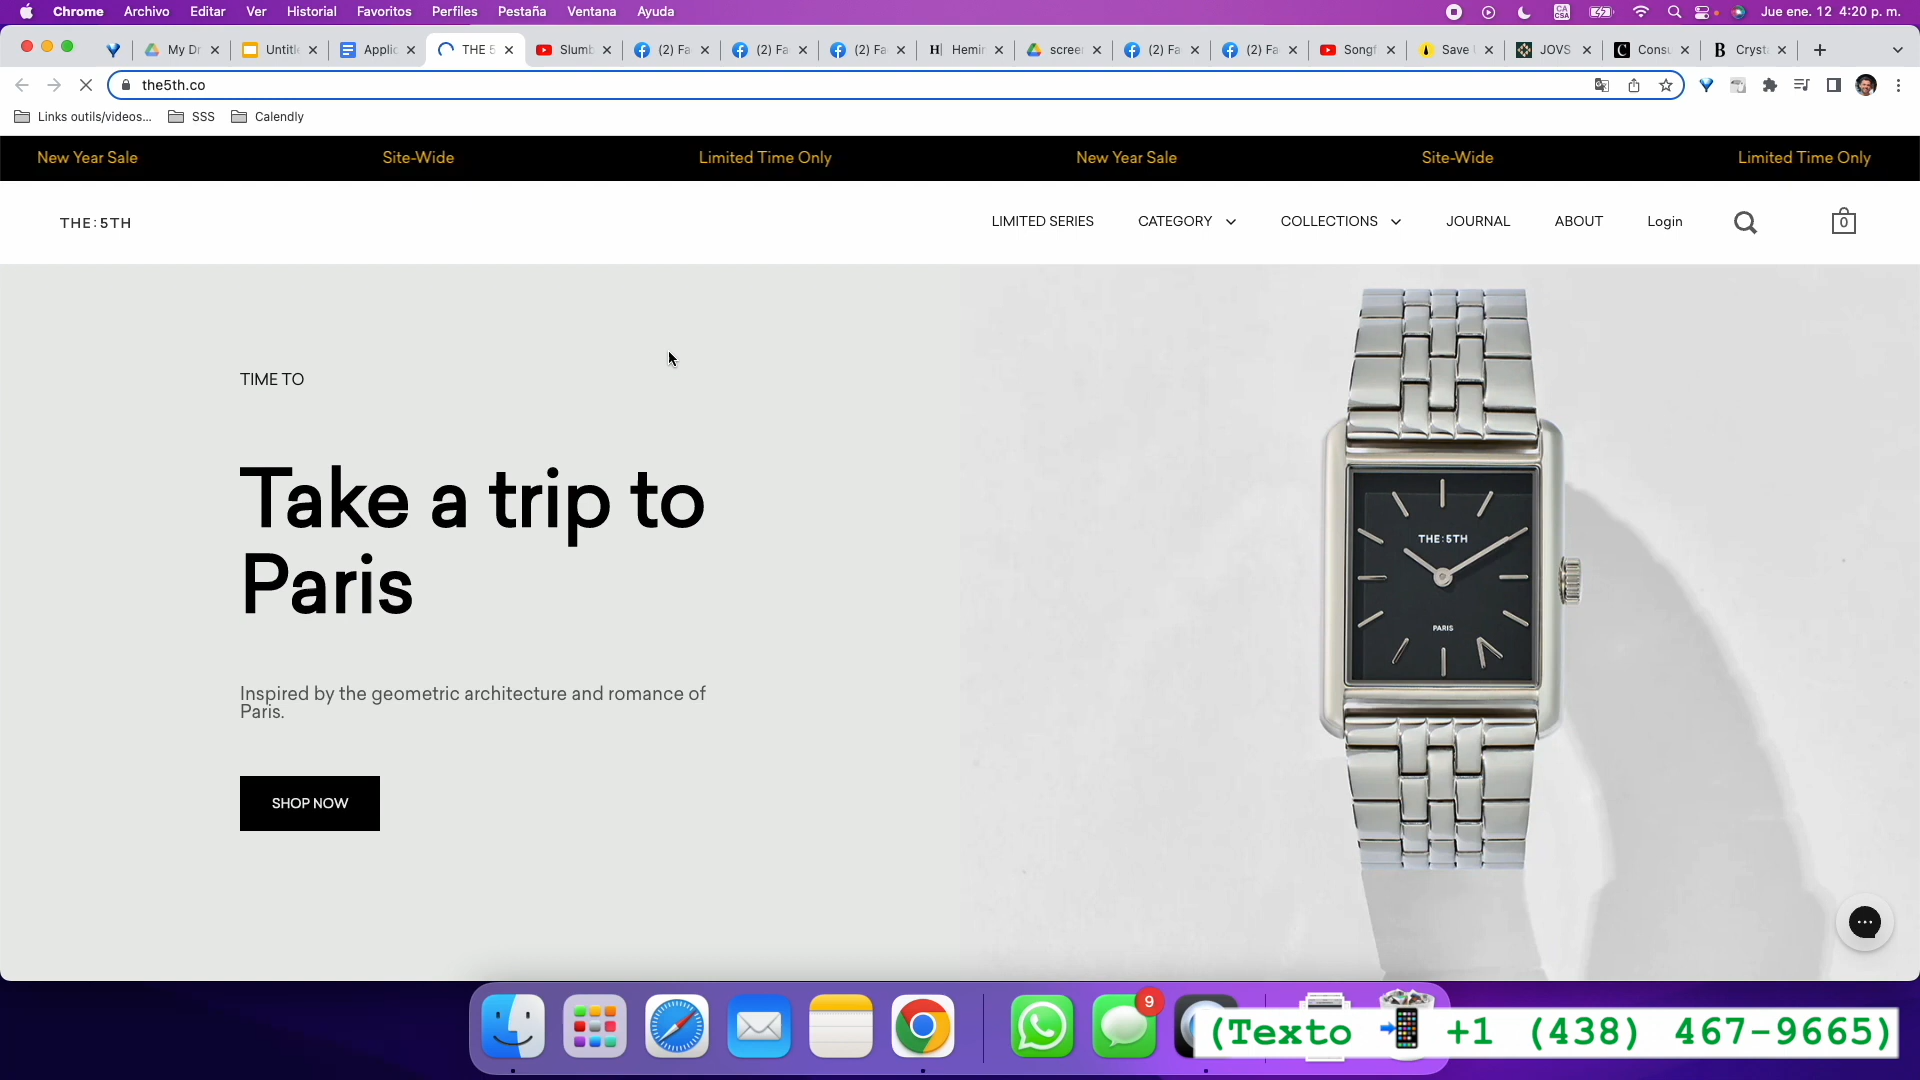 Chrome Archivo Editar Ver Historial Favoritos Perfiles Pestaña Ventana Ayuda CA CSA Jue ene. 12 4:20 p. m.
My Dr Untitl Applic THE 5 Slumb (2) Fa (2) Fa (2) Fa Hemin scree (2) Fa (2) Fa Songf Save JOVS Consu Cryst
the5th.co
Links outils/videos... SSS Calendly
New Year Sale Site-Wide Limited Time Only New Year Sale Site-Wide Limited Time Only
THE:5TH LIMITED SERIES CATEGORY COLLECTIONS JOURNAL ABOUT Login 0
TIME TO
Take a trip to
Paris
THE:5TH
PARIS
Inspired by the geometric architecture and romance of
Paris.
SHOP NOW
9
(Texto +1 (438) 467-9665)